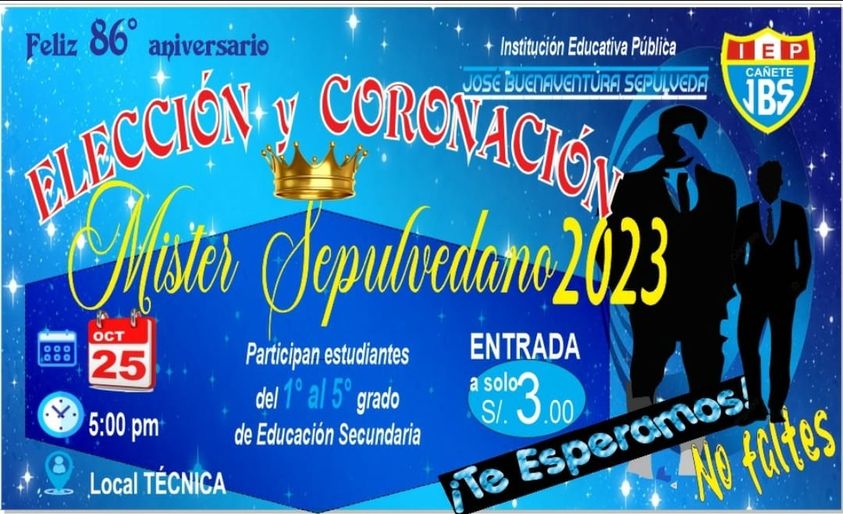 Feliz 86° aniversario
Institución Educativa Pública
JOSÉ BUENAVENTURA SEPÚLVEDA
I E P
CAÑETE
JBS
ELECCIÓN y CORONACIÓN
Mister Sepulvedano 2023
OCT
25
5:00 pm
Local TÉCNICA
Participan estudiantes
del 1° al 5° grado
de Educación Secundaria
ENTRADA
a solo
S/. 3.00
¡Te Esperamos!
No faltes